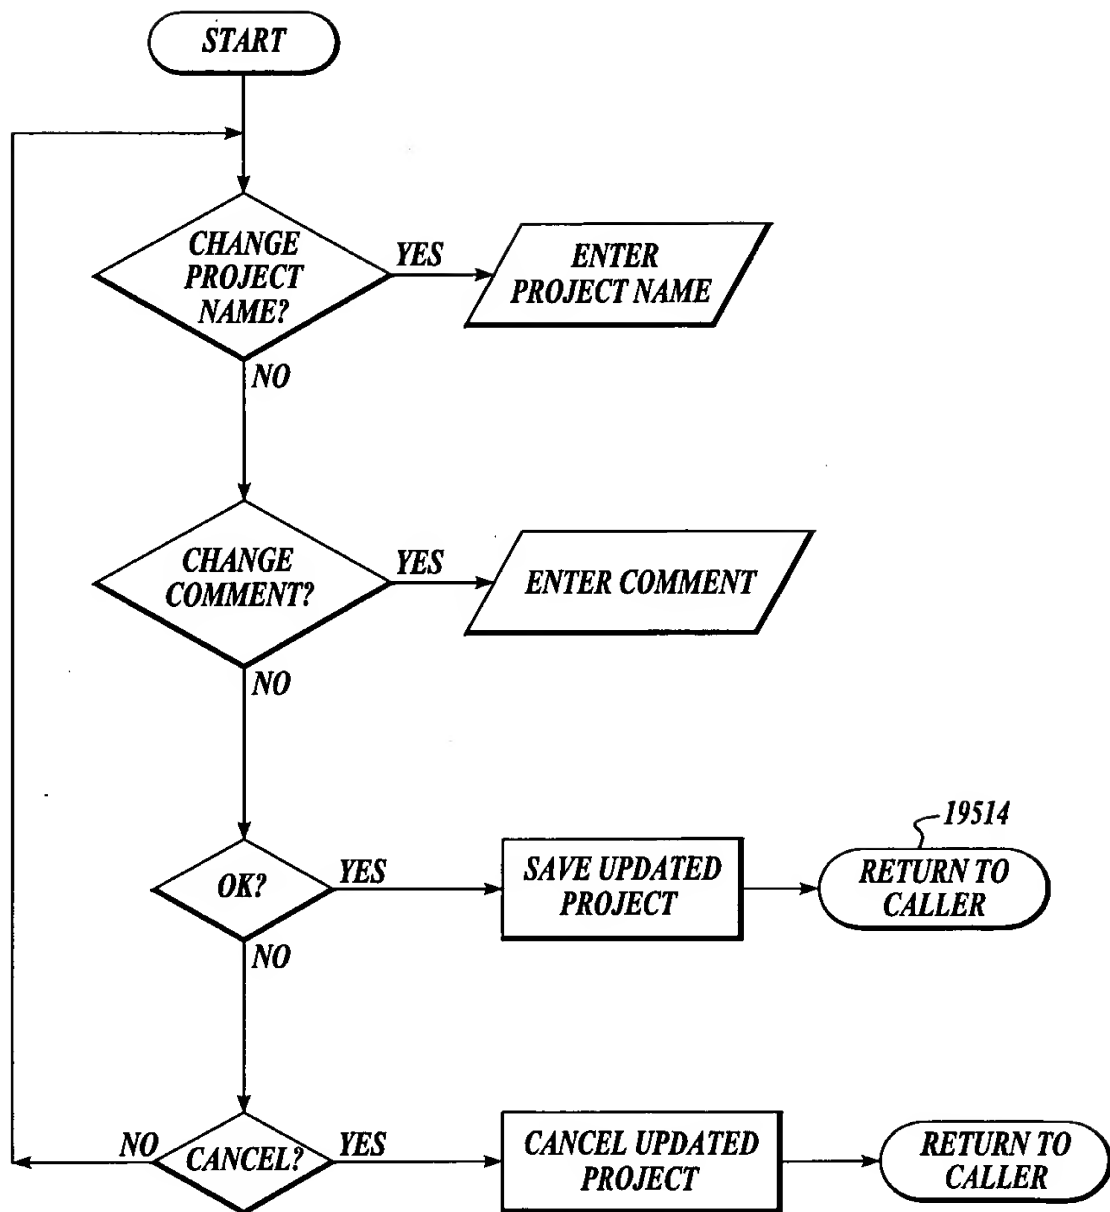 START
CHANGE
PROJECT
NAME?
YES
ENTER
PROJECT NAME
NO
CHANGE
COMMENT?
YES
ENTER COMMENT
NO
OK?
YES
SAVE UPDATED
PROJECT
19514
RETURN TO
CALLER
NO
NO
CANCEL?
YES
CANCEL UPDATED
PROJECT
RETURN TO
CALLER